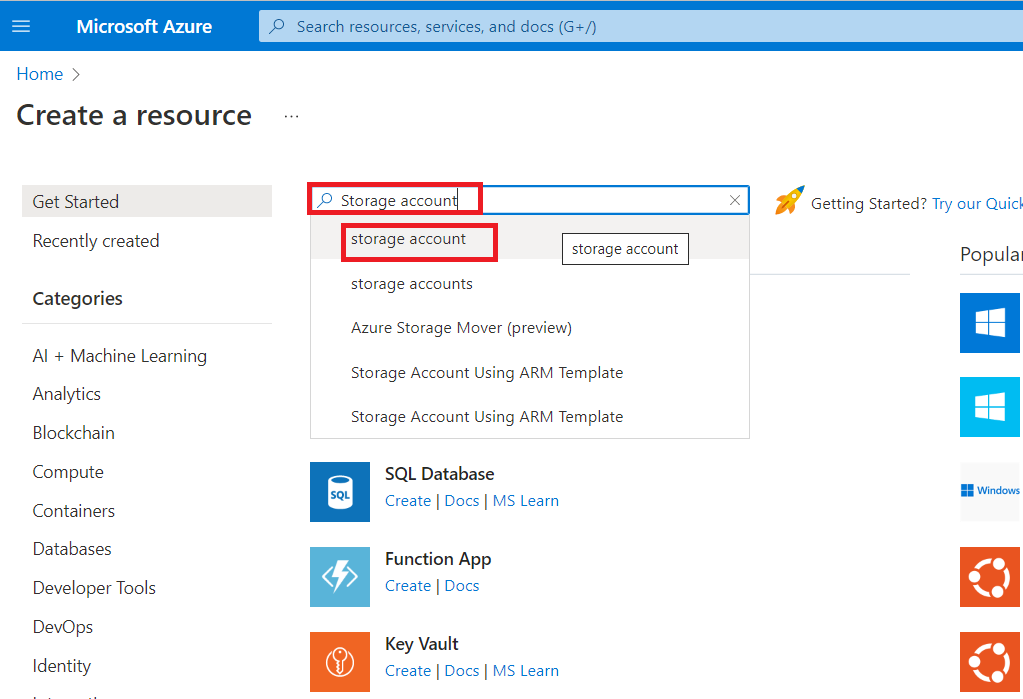 Microsoft Azure
Search resources, services, and docs (G+/)
Home
Create a resource
...
Get Started
Recently created
Categories
AI + Machine Learning
Analytics
Blockchain
Compute
Containers
Databases
Developer Tools
DevOps
Identity
Storage account
storage account
storage account
storage accounts
Azure Storage Mover (preview)
Storage Account Using ARM Template
Storage Account Using ARM Template
SQL
SQL Database
Create | Docs | MS Learn
Function App
Create | Docs
Key Vault
Create | Docs | MS Learn
Getting Started? Try our Quick
Popular
Windows